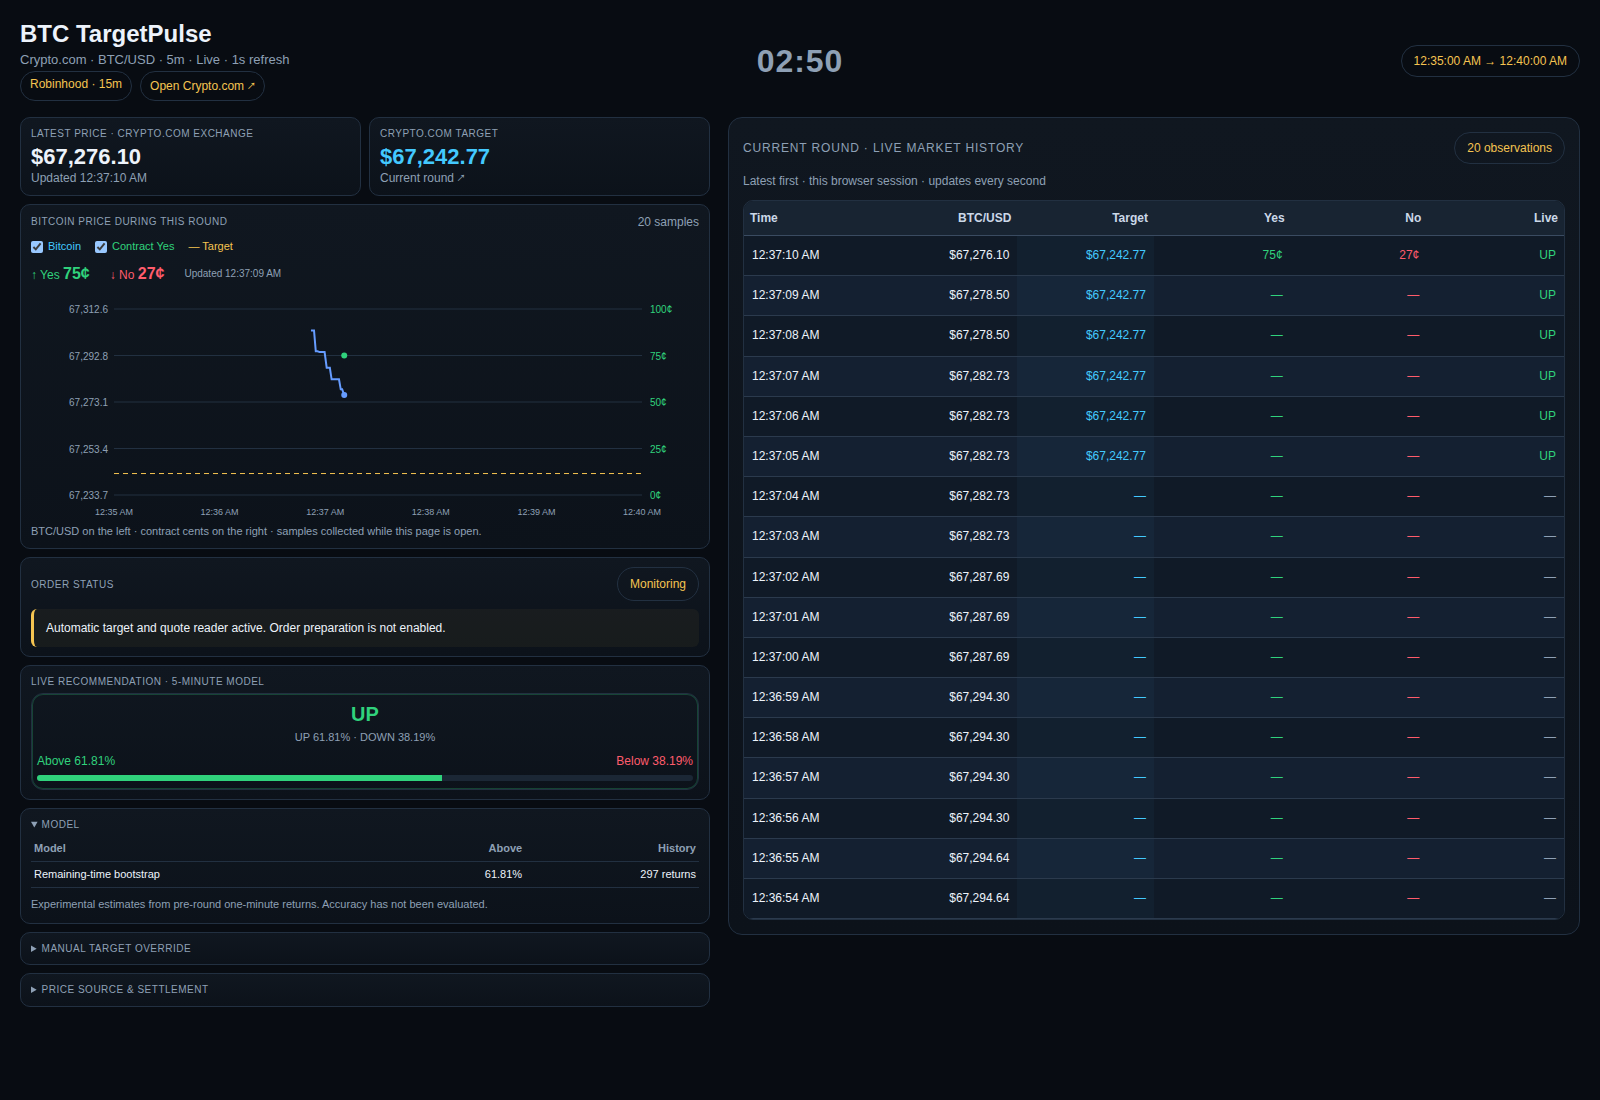 BTC TargetPulse
Crypto.com · BTC/USD · 5m · Live · 1s refresh
Robinhood · 15m
Open Crypto.com ↗
02:50
12:35:00 AM → 12:40:00 AM
LATEST PRICE · CRYPTO.COM EXCHANGE
$67,276.10
Updated 12:37:10 AM
CRYPTO.COM TARGET
$67,242.77
Current round ↗
BITCOIN PRICE DURING THIS ROUND
20 samples
Bitcoin
Contract Yes
— Target
↑ Yes 75¢
↓ No 27¢
Updated 12:37:09 AM
67,312.6
100¢
67,292.8
75¢
67,273.1
50¢
67,253.4
25¢
67,233.7
0¢
12:35 AM 12:36 AM 12:37 AM 12:38 AM 12:39 AM 12:40 AM
BTC/USD on the left · contract cents on the right · samples collected while this page is open.
ORDER STATUS
Monitoring
Automatic target and quote reader active. Order preparation is not enabled.
LIVE RECOMMENDATION · 5-MINUTE MODEL
UP
UP 61.81% · DOWN 38.19%
Above 61.81%
Below 38.19%
▼ MODEL
Model Above History
Remaining-time bootstrap 61.81% 297 returns
Experimental estimates from pre-round one-minute returns. Accuracy has not been evaluated.
▶ MANUAL TARGET OVERRIDE
▶ PRICE SOURCE & SETTLEMENT
CURRENT ROUND · LIVE MARKET HISTORY
20 observations
Latest first · this browser session · updates every second
Time BTC/USD Target Yes No Live
12:37:10 AM $67,276.10 $67,242.77 75¢ 27¢ UP
12:37:09 AM $67,278.50 $67,242.77 — — UP
12:37:08 AM $67,278.50 $67,242.77 — — UP
12:37:07 AM $67,282.73 $67,242.77 — — UP
12:37:06 AM $67,282.73 $67,242.77 — — UP
12:37:05 AM $67,282.73 $67,242.77 — — UP
12:37:04 AM $67,282.73 — — — —
12:37:03 AM $67,282.73 — — — —
12:37:02 AM $67,287.69 — — — —
12:37:01 AM $67,287.69 — — — —
12:37:00 AM $67,287.69 — — — —
12:36:59 AM $67,294.30 — — — —
12:36:58 AM $67,294.30 — — — —
12:36:57 AM $67,294.30 — — — —
12:36:56 AM $67,294.30 — — — —
12:36:55 AM $67,294.64 — — — —
12:36:54 AM $67,294.64 — — — —